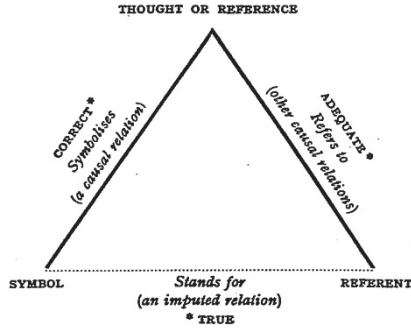 THOUGHT OR REFERENCE
CORRECT *
Symbolises
(a causal relation)
ADEQUATE *
Refers to
(other causal relations)
SYMBOL
REFERENT
Stands for
(an imputed relation)
* TRUE